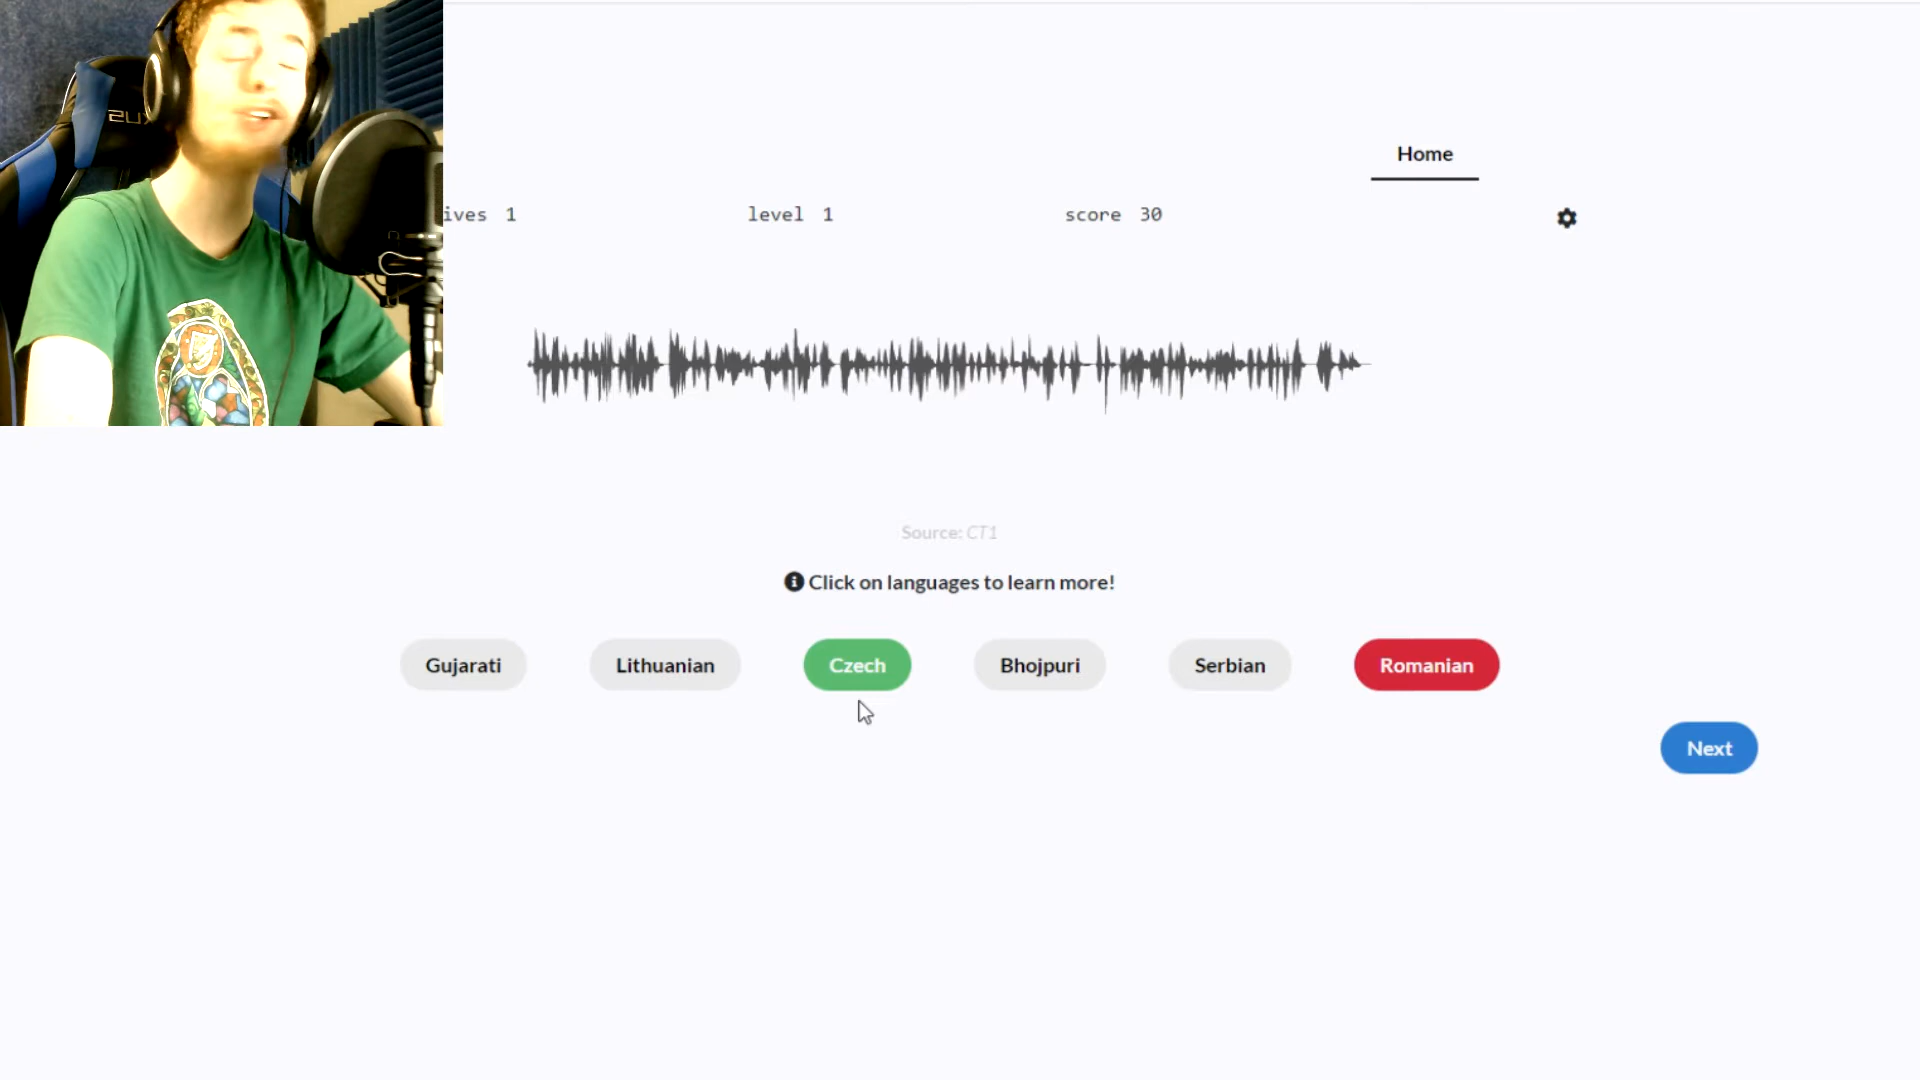 Home
ives 1
level 1
score 30
Source: CT1
Click on languages to learn more!
Gujarati
Lithuanian
Czech
Bhojpuri
Serbian
Romanian
Next